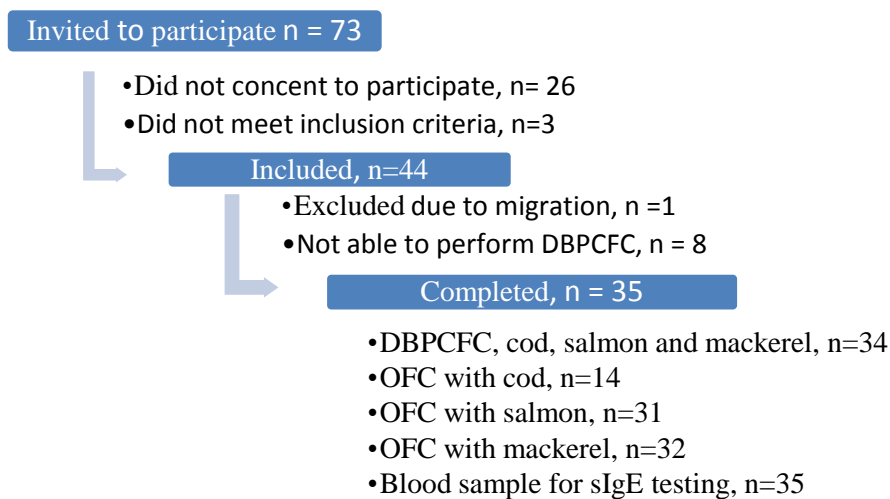 Invited to participate n = 73
•Did not concent to participate, n= 26
•Did not meet inclusion criteria, n=3
Included, n=44
•Excluded due to migration, n =1
•Not able to perform DBPCFC, n = 8
Completed, n = 35
•DBPCFC, cod, salmon and mackerel, n=34
•OFC with cod, n=14
•OFC with salmon, n=31
•OFC with mackerel, n=32
•Blood sample for sIgE testing, n=35